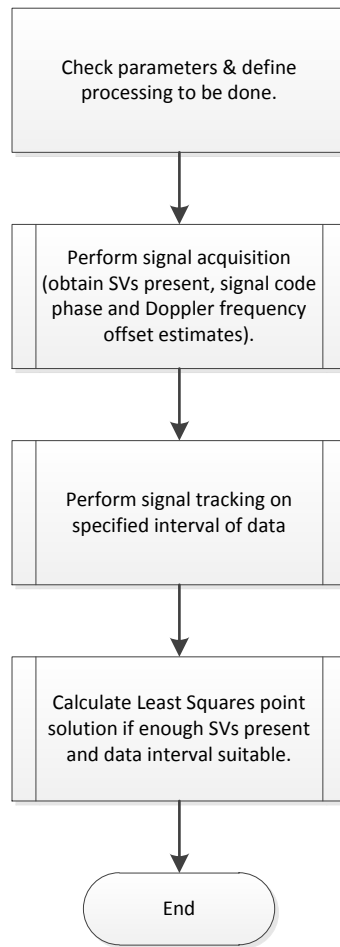 Check parameters & define
processing to be done.
Perform signal acquisition
(obtain SVs present, signal code
phase and Doppler frequency
offset estimates).
Perform signal tracking on
specified interval of data
Calculate Least Squares point
solution if enough SVs present
and data interval suitable.
End